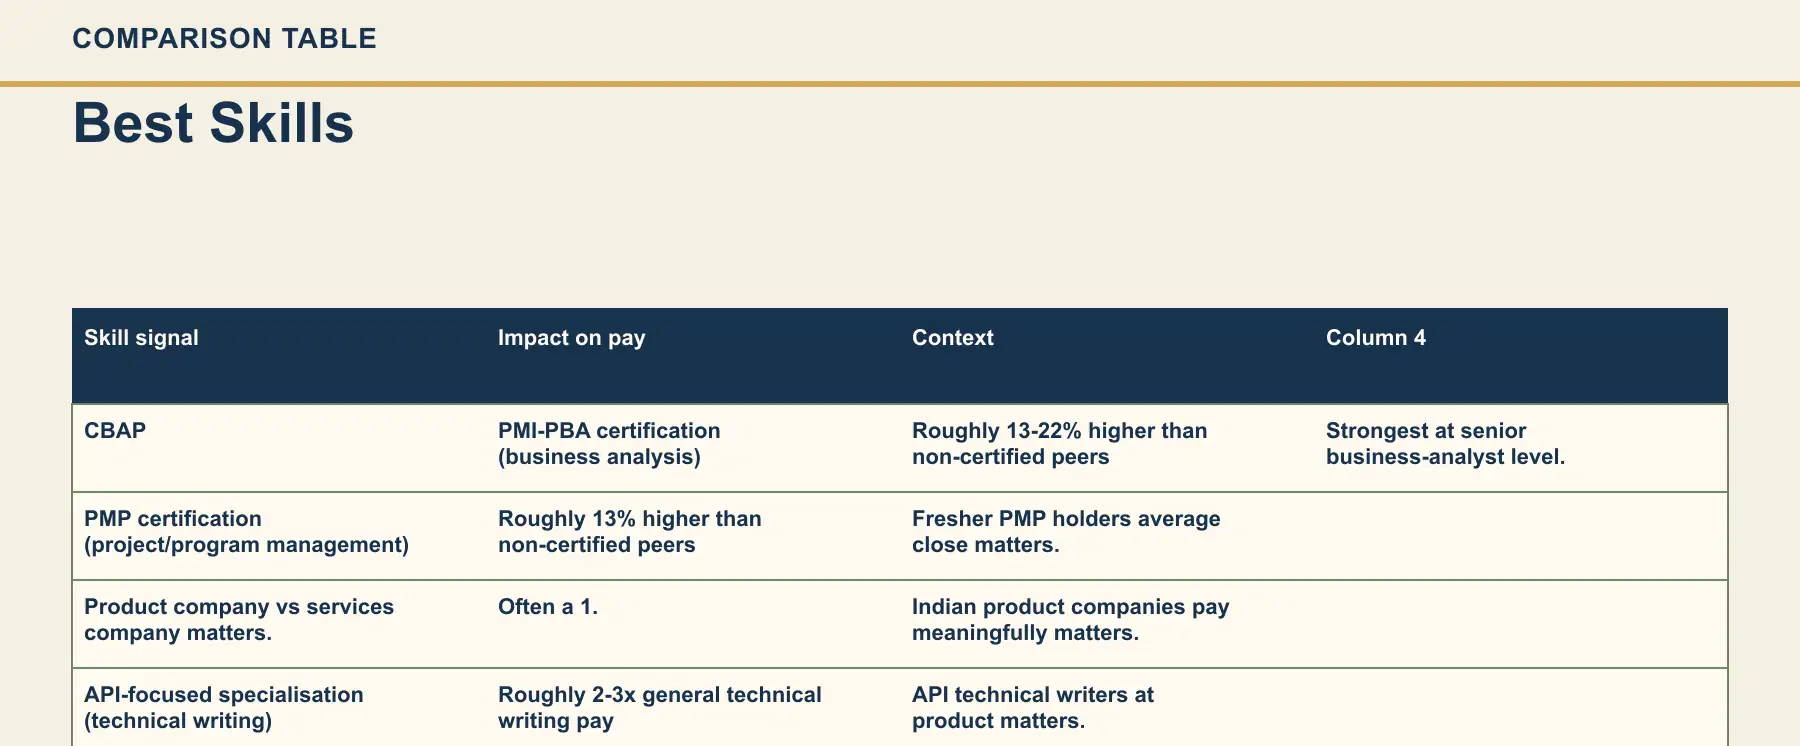 COMPARISON TABLE
Best Skills
Skill signal
Impact on pay
Context
Column 4
CBAP
PMI-PBA certification
(business analysis)
Roughly 13-22% higher than
non-certified peers
Strongest at senior
business-analyst level.
PMP certification
(project/program management)
Roughly 13% higher than
non-certified peers
Fresher PMP holders average
close matters.
Product company vs services
company matters.
Often a 1.
Indian product companies pay
meaningfully matters.
API-focused specialisation
(technical writing)
Roughly 2-3x general technical
writing pay
API technical writers at
product matters.